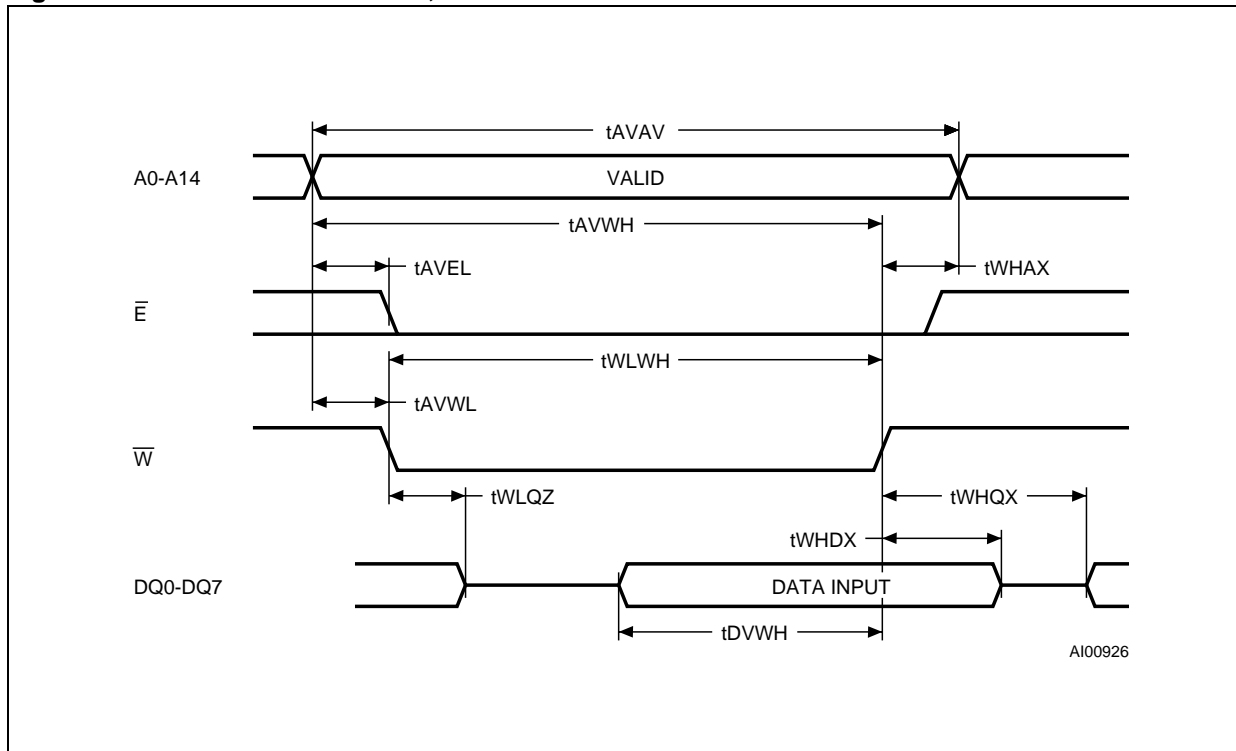 tAVAV
A0-A14
VALID
tAVWH
tAVEL
tWHAX
E̅
tWLWH
tAVWL
W̅
tWLQZ
tWHQX
tWHDX
DQ0-DQ7
DATA INPUT
tDVWH
AI00926